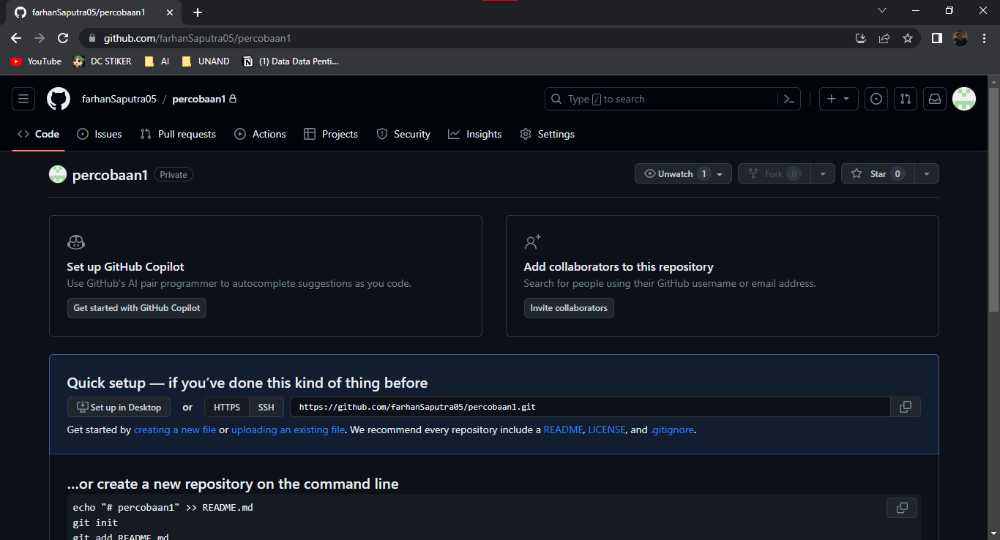 farhanSaputra05/percobaan1
github.com/farhanSaputra05/percobaan1
YouTube DC STIKER AI UNAND (1) Data Data Penti...
farhanSaputra05 / percobaan1 Type / to search
Code Issues Pull requests Actions Projects Security Insights Settings
percobaan1 Private Unwatch 1 Fork 0 Star 0
Set up GitHub Copilot
Use GitHub's AI pair programmer to autocomplete suggestions as you code.
Get started with GitHub Copilot
Add collaborators to this repository
Search for people using their GitHub username or email address.
Invite collaborators
Quick setup — if you’ve done this kind of thing before
Set up in Desktop or HTTPS SSH https://github.com/farhanSaputra05/percobaan1.git
Get started by creating a new file or uploading an existing file. We recommend every repository include a README, LICENSE, and .gitignore.
…or create a new repository on the command line
echo "# percobaan1" >> README.md
git init
git add README.md